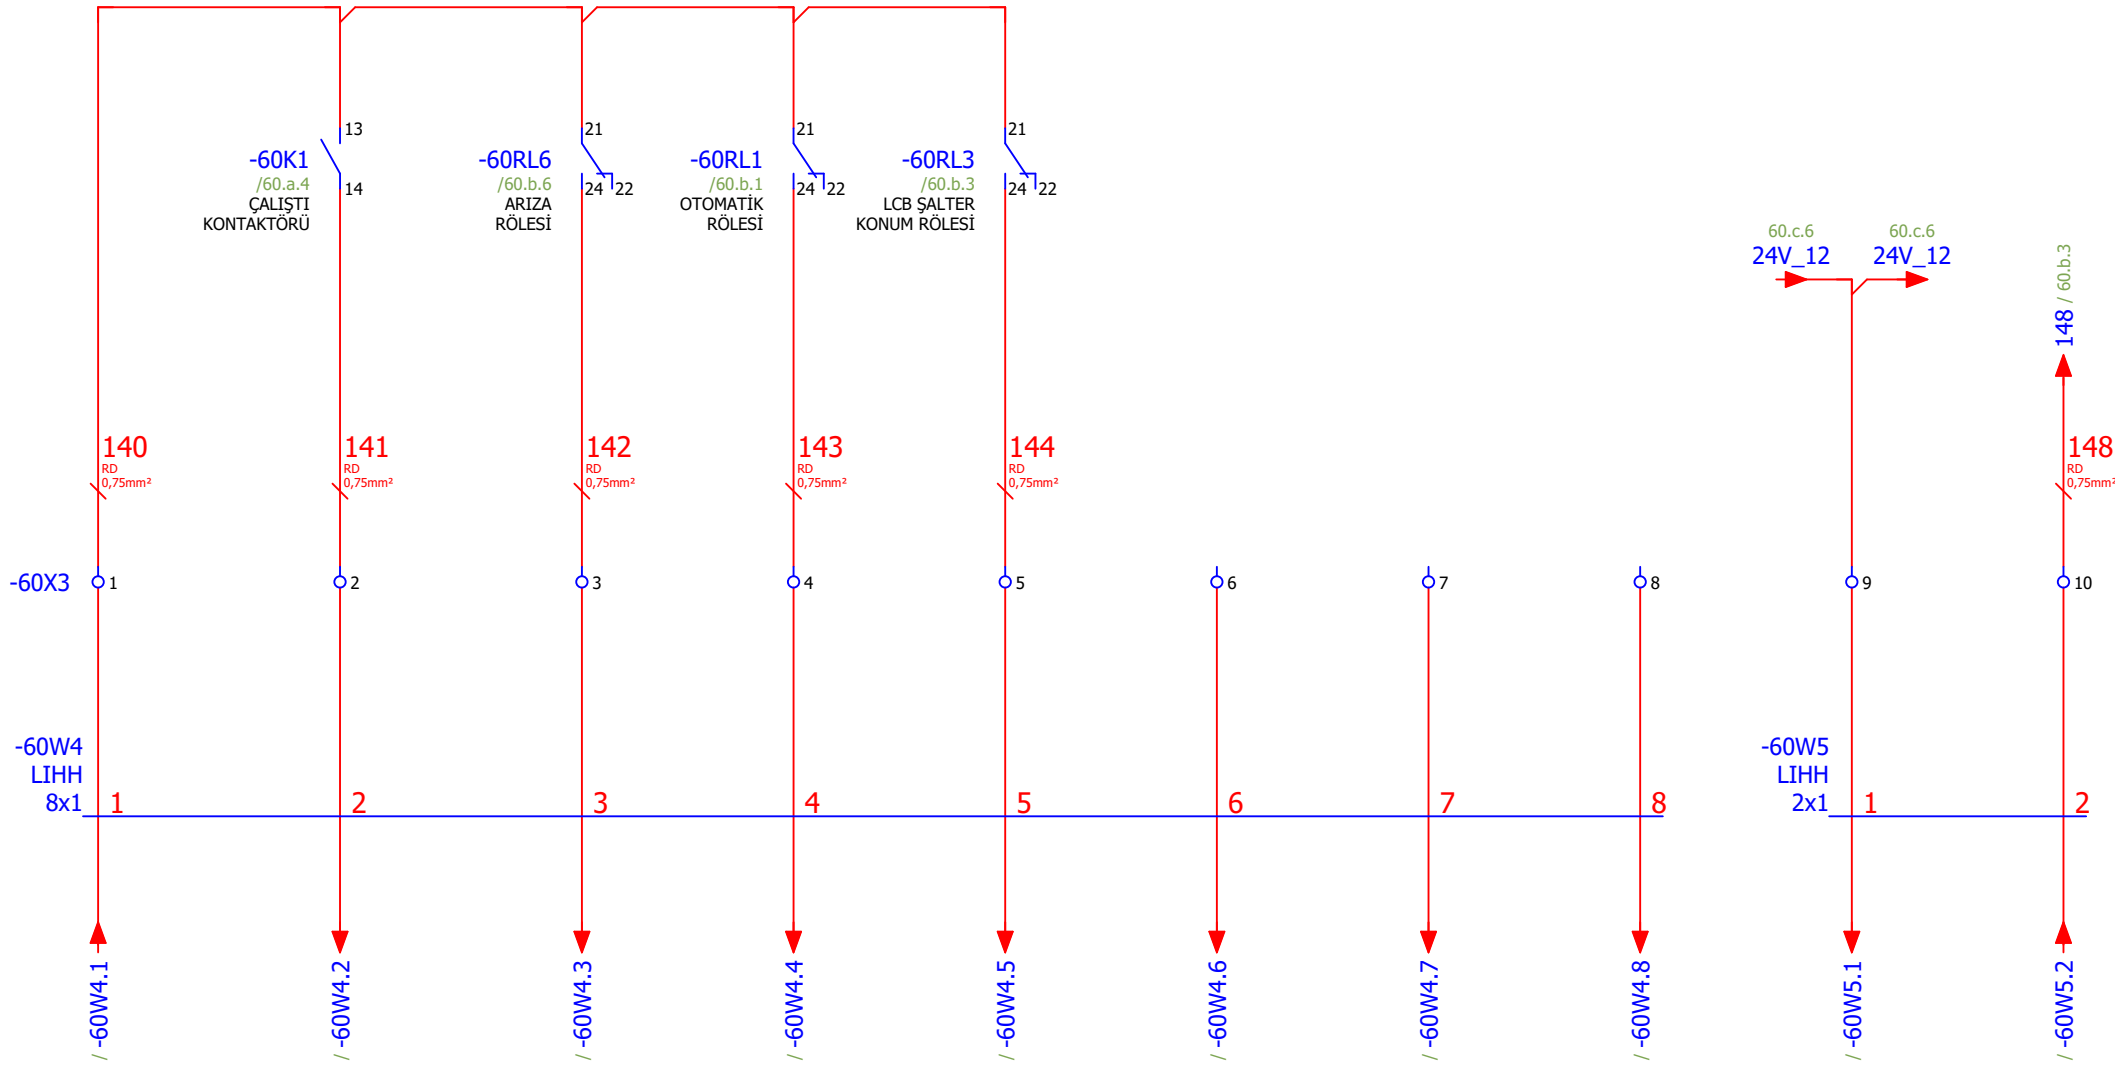 13
21
21
21
-60K1
/60.a.4
ÇALIŞTI
KONTAKTÖRÜ
14
-60RL6
/60.b.6
ARIZA
RÖLESİ
24 22
-60RL1
/60.b.1
OTOMATİK
RÖLESİ
24 22
-60RL3
/60.b.3
LCB ŞALTER
KONUM RÖLESİ
24 22
60.c.6
24V_12
60.c.6
24V_12
148 / 60.b.3
140
RD
0,75mm²
141
RD
0,75mm²
142
RD
0,75mm²
143
RD
0,75mm²
144
RD
0,75mm²
148
RD
0,75mm²
-60X3 1 2 3 4 5 6 7 8 9 10
-60W4
LIHH
8x1 1 2 3 4 5 6 7 8
-60W5
LIHH
2x1 1 2
/ -60W4.1
/ -60W4.2
/ -60W4.3
/ -60W4.4
/ -60W4.5
/ -60W4.6
/ -60W4.7
/ -60W4.8
/ -60W5.1
/ -60W5.2